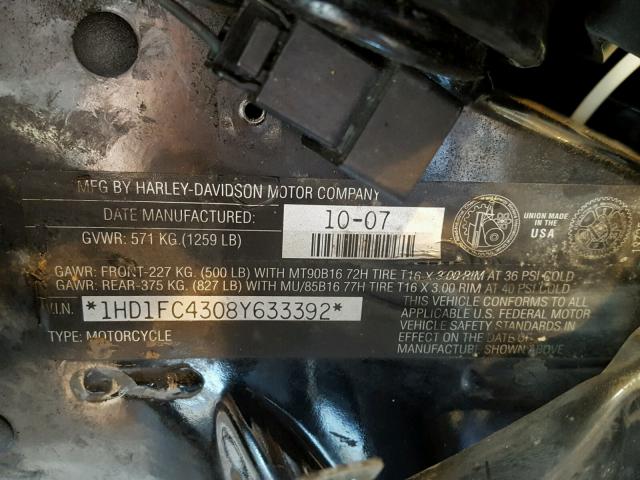 MFG BY HARLEY-DAVIDSON MOTOR COMPANY
DATE MANUFACTURED: 10-07
GVWR: 571 KG.(1259 LB)
UNION MADE IN THE USA
GAWR: FRONT-227 KG. (500 LB) WITH MT90B16 72H TIRE T16 X 3.00 RIM AT 36 PSI COLD
GAWR: REAR-375 KG. (827 LB) WITH MU/85B16 77H TIRE T16 X 3.00 RIM AT 40 PSI COLD
V.I.N. *1HD1FC4308Y633392*
TYPE: MOTORCYCLE
THIS VEHICLE CONFORMS TO ALL
APPLICABLE U.S. FEDERAL MOTOR
VEHICLE SAFETY STANDARDS IN
EFFECT ON THE DATE OF
MANUFACTURE SHOWN ABOVE